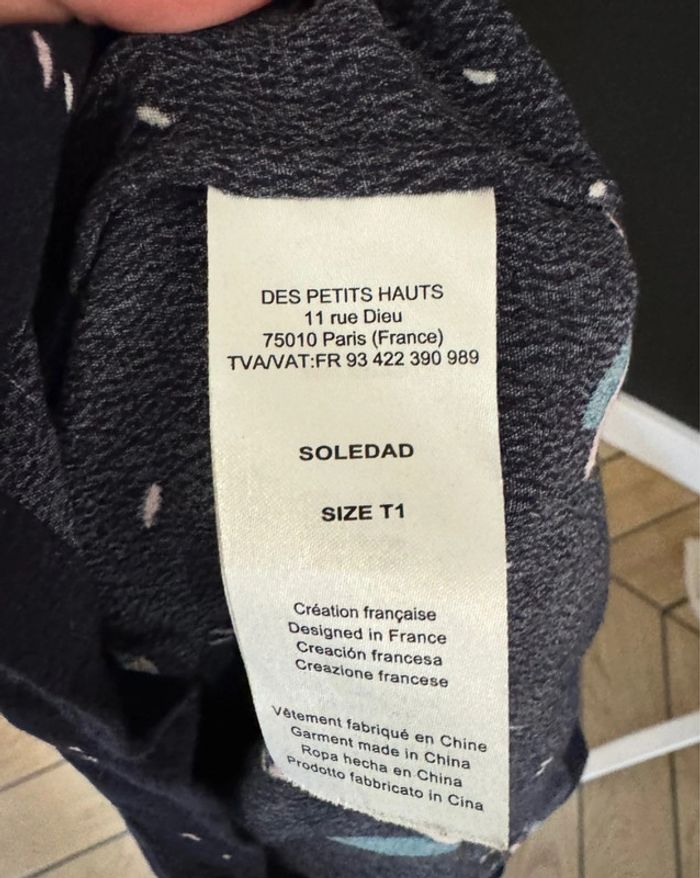 DES PETITS HAUTS
11 rue Dieu
75010 Paris (France)
TVA/VAT:FR 93 422 390 989
SOLEDAD
SIZE T1
Création française
Designed in France
Creación francesa
Creazione francese
Vêtement fabriqué en Chine
Garment made in China
Ropa hecha en China
Prodotto fabbricato in Cina